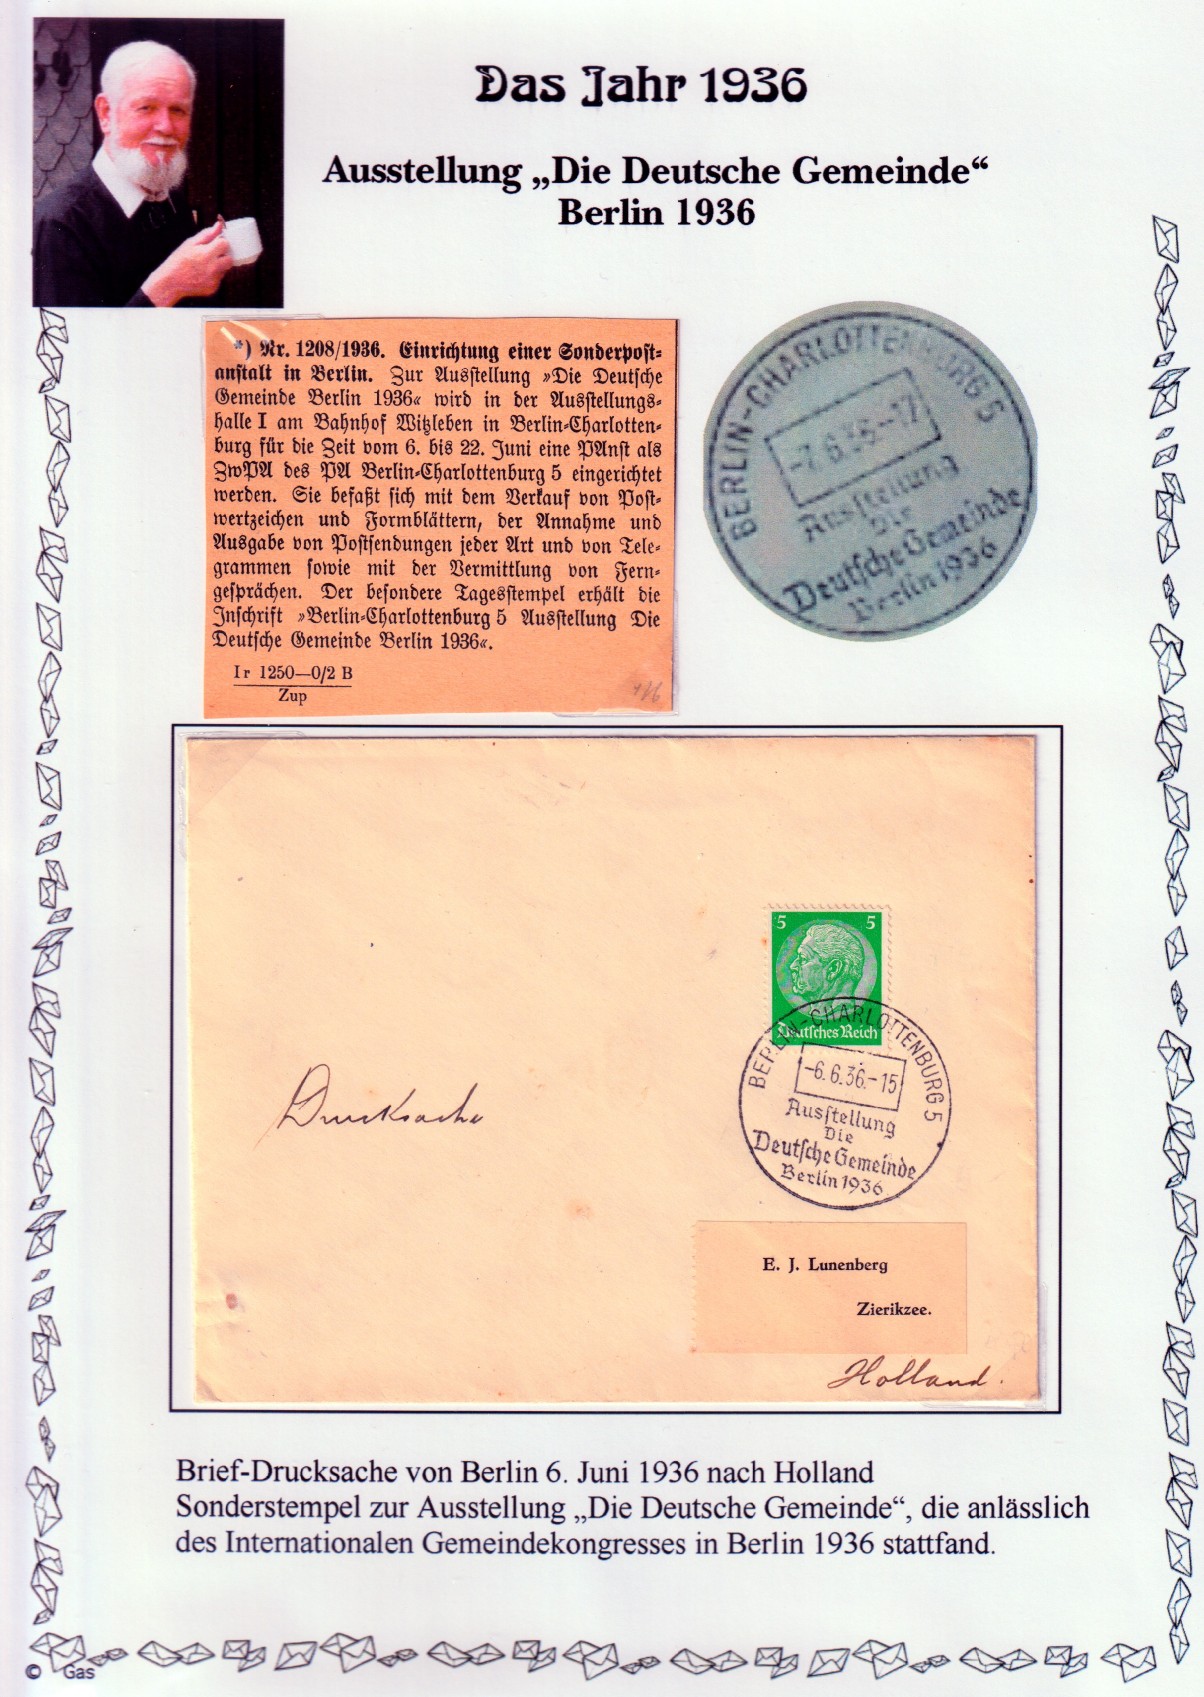 Das Jahr 1936
Ausstellung „Die Deutsche Gemeinde“
Berlin 1936
*) Nr. 1208/1936. Einrichtung einer Sonderpost-
anstalt in Berlin. Zur Ausstellung »Die Deutsche
Gemeinde Berlin 1936« wird in der Ausstellungs-
halle I am Bahnhof Witzleben in Berlin-Charlotten-
burg für die Zeit vom 6. bis 22. Juni eine PAnst als
ZwPA des PA Berlin-Charlottenburg 5 eingerichtet
werden. Sie befaßt sich mit dem Verkauf von Post-
wertzeichen und Formblättern, der Annahme und
Ausgabe von Postsendungen jeder Art und von Tele-
grammen sowie mit der Vermittlung von Fern-
gesprächen. Der besondere Tagesstempel erhält die
Inschrift »Berlin-Charlottenburg 5 Ausstellung Die
Deutsche Gemeinde Berlin 1936«.
Ir 1250—0/2 B
Zup
BERLIN-CHARLOTTENBURG 5
-7.6.36.-17
Ausstellung
Die
Deutsche Gemeinde
Berlin 1936
5 5
Deutsches Reich
BERLIN-CHARLOTTENBURG 5
-6.6.36.-15
Ausstellung
Die
Deutsche Gemeinde
Berlin 1936
Drucksache
E. J. Lunenberg
Zierikzee.
Holland.
Brief-Drucksache von Berlin 6. Juni 1936 nach Holland
Sonderstempel zur Ausstellung „Die Deutsche Gemeinde“, die anlässlich
des Internationalen Gemeindekongresses in Berlin 1936 stattfand.
© Gas